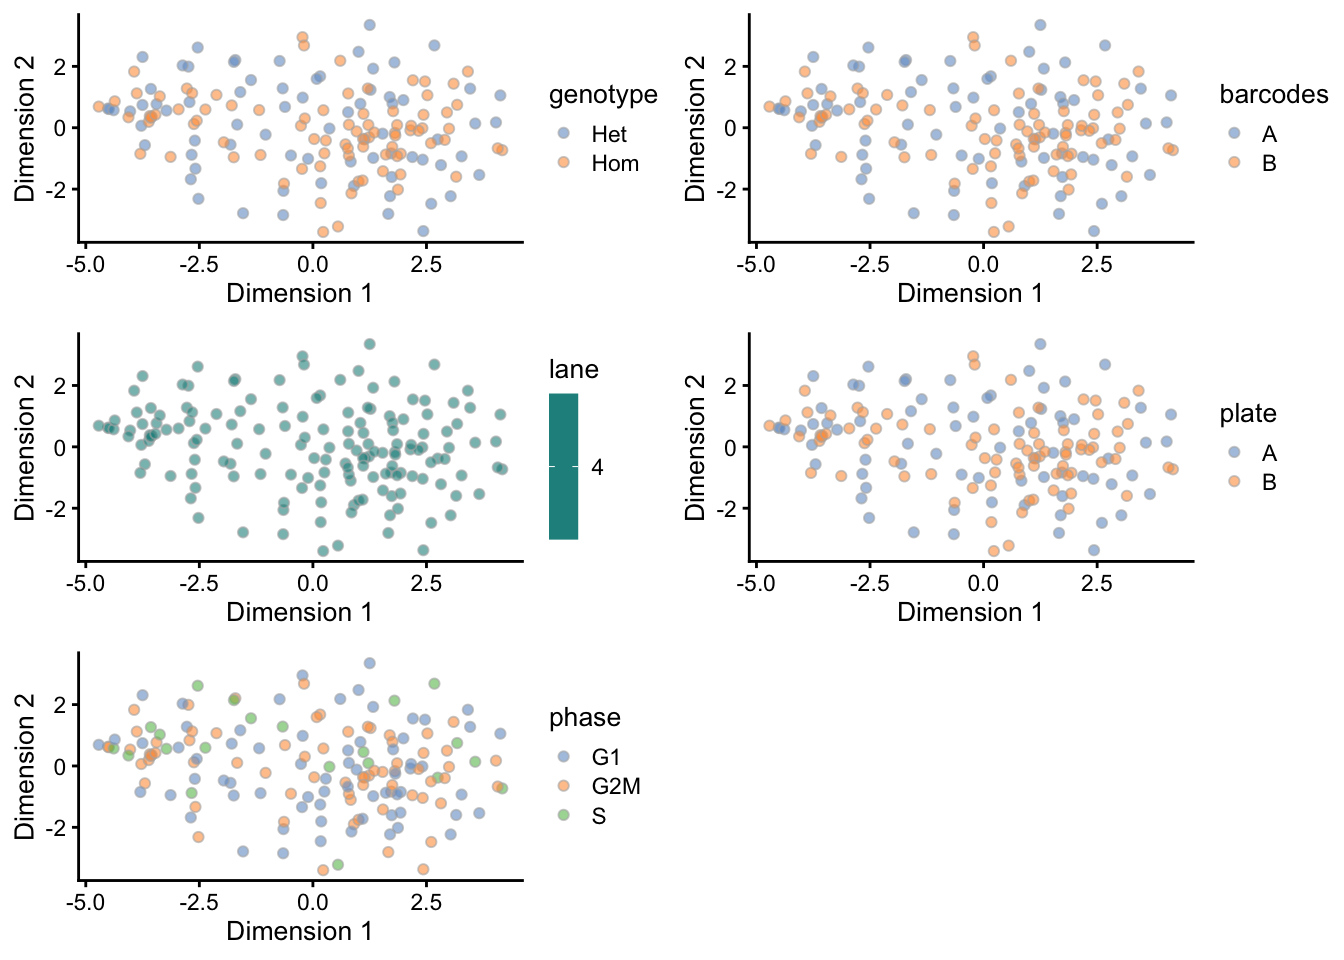 Dimension 2
2
0
-2
-5.0 -2.5 0.0 2.5
Dimension 1
genotype
Het
Hom
Dimension 2
2
0
-2
-5.0 -2.5 0.0 2.5
Dimension 1
barcodes
A
B
Dimension 2
2
0
-2
-5.0 -2.5 0.0 2.5
Dimension 1
lane
4
Dimension 2
2
0
-2
-5.0 -2.5 0.0 2.5
Dimension 1
plate
A
B
Dimension 2
2
0
-2
-5.0 -2.5 0.0 2.5
Dimension 1
phase
G1
G2M
S